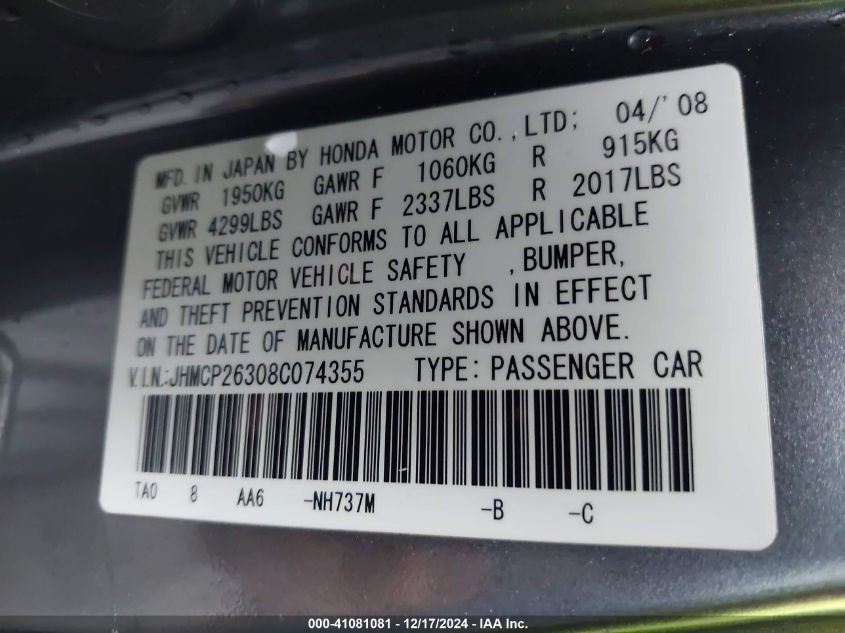 MFD. IN JAPAN BY HONDA MOTOR CO., LTD; 04/'08
GVWR 1950KG GAWR F 1060KG R 915KG
GVWR 4299LBS GAWR F 2337LBS R 2017LBS
THIS VEHICLE CONFORMS TO ALL APPLICABLE
FEDERAL MOTOR VEHICLE SAFETY , BUMPER,
AND THEFT PREVENTION STANDARDS IN EFFECT
ON THE DATE OF MANUFACTURE SHOWN ABOVE.
V.I.N.:JHMCP26308C074355 TYPE: PASSENGER CAR
TA0 8 AA6 -NH737M -B -C
000-41081081 - 12/17/2024 - IAA Inc.